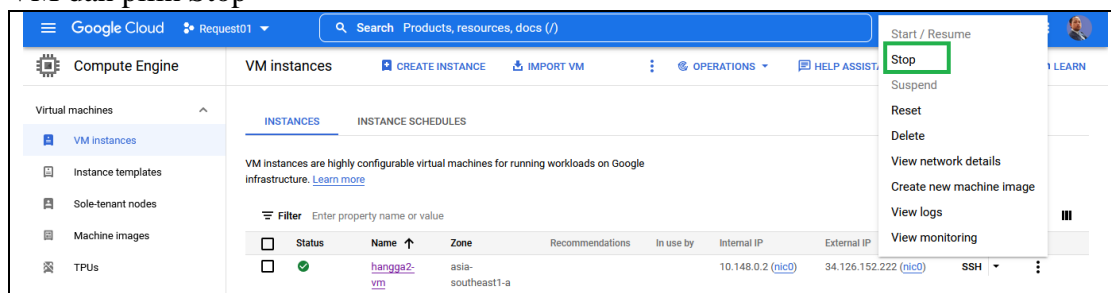 VM dan pilih Stop
Google Cloud Request01 Search Products, resources, docs (/)
Start / Resume
Stop
Suspend
Reset
Delete
View network details
Create new machine image
View logs
View monitoring
Compute Engine
VM instances CREATE INSTANCE IMPORT VM OPERATIONS HELP ASSIST LEARN
Virtual machines
VM instances
Instance templates
Sole-tenant nodes
Machine images
TPUs
INSTANCES INSTANCE SCHEDULES
VM instances are highly configurable virtual machines for running workloads on Google
infrastructure. Learn more
Filter Enter property name or value
Status Name Zone Recommendations In use by Internal IP External IP
hangga2-vm asia-southeast1-a 10.148.0.2 (nic0) 34.126.152.222 (nic0) SSH